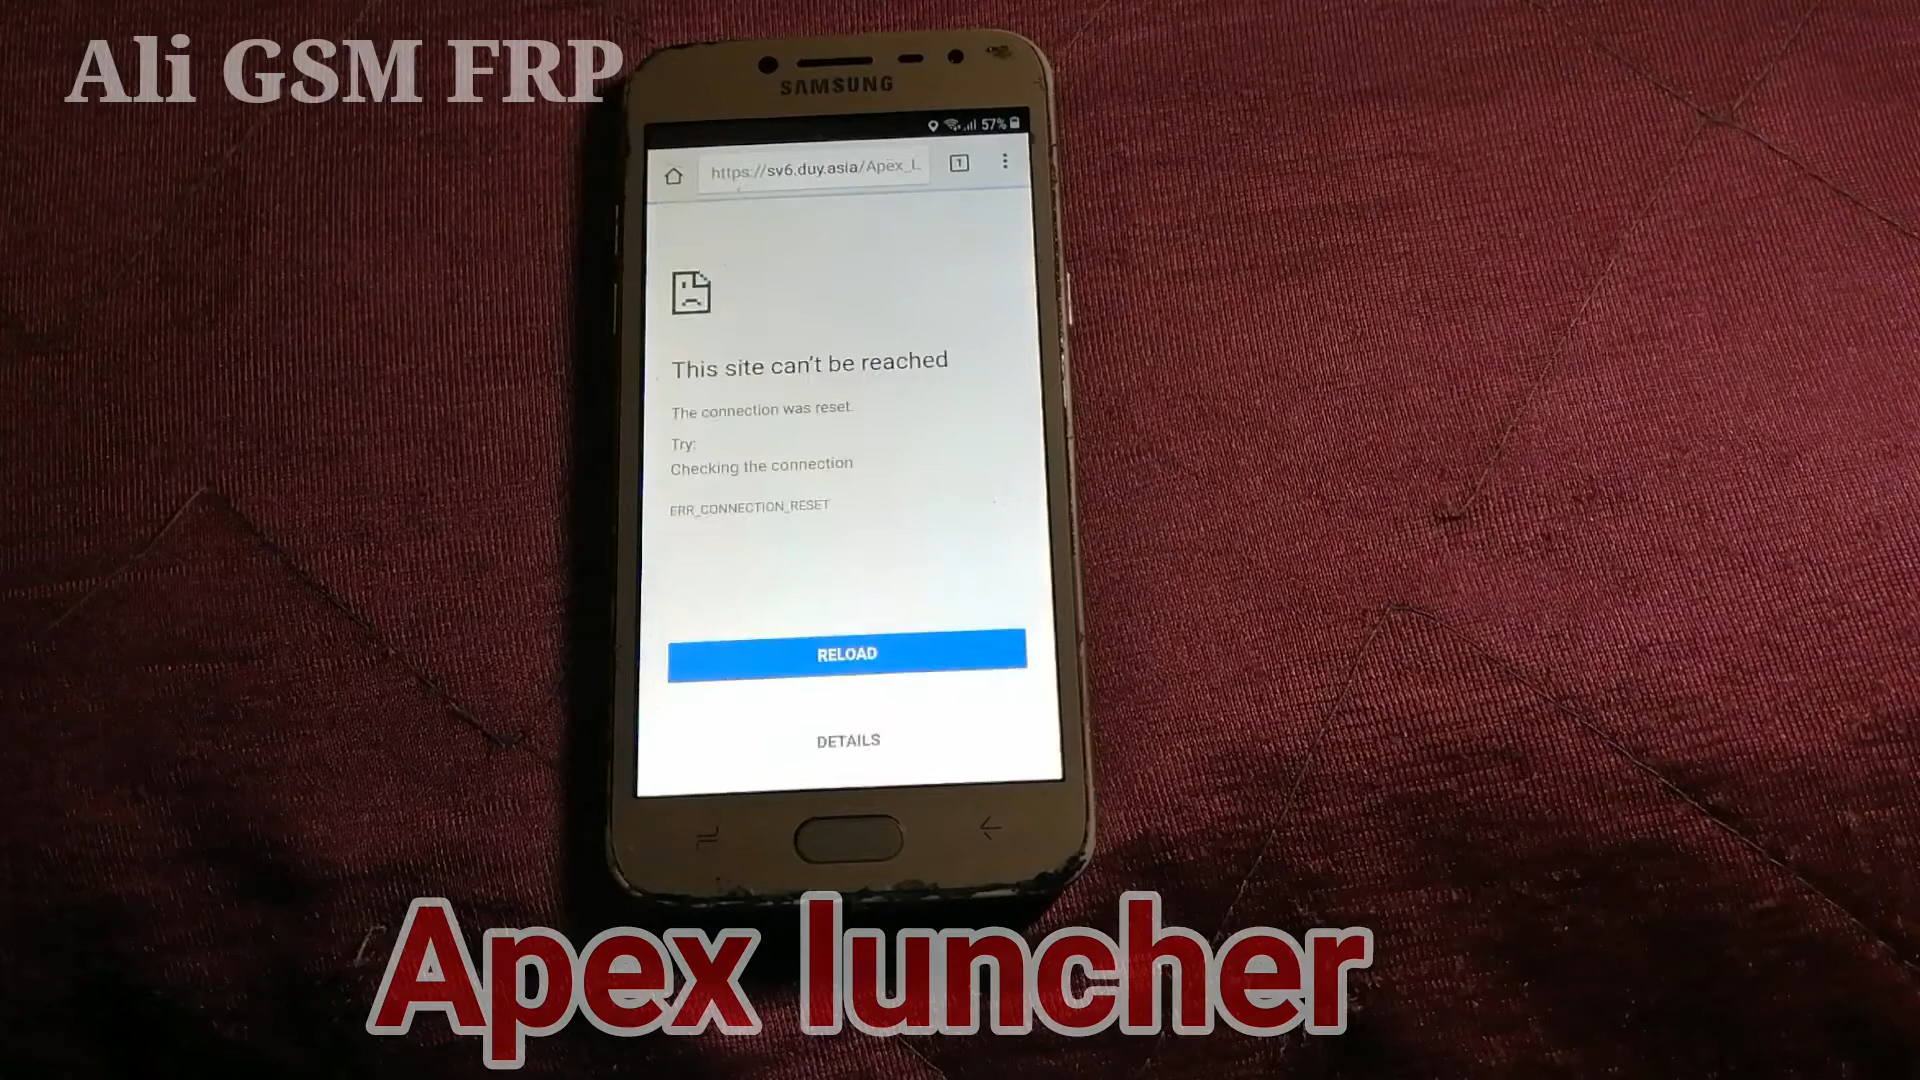 Ali GSM FRP
SAMSUNG
57%
https://sv6.duy.asia/Apex_L
1
This site can't be reached
The connection was reset.
Try:
Checking the connection
ERR_CONNECTION_RESET
RELOAD
DETAILS
Apex luncher